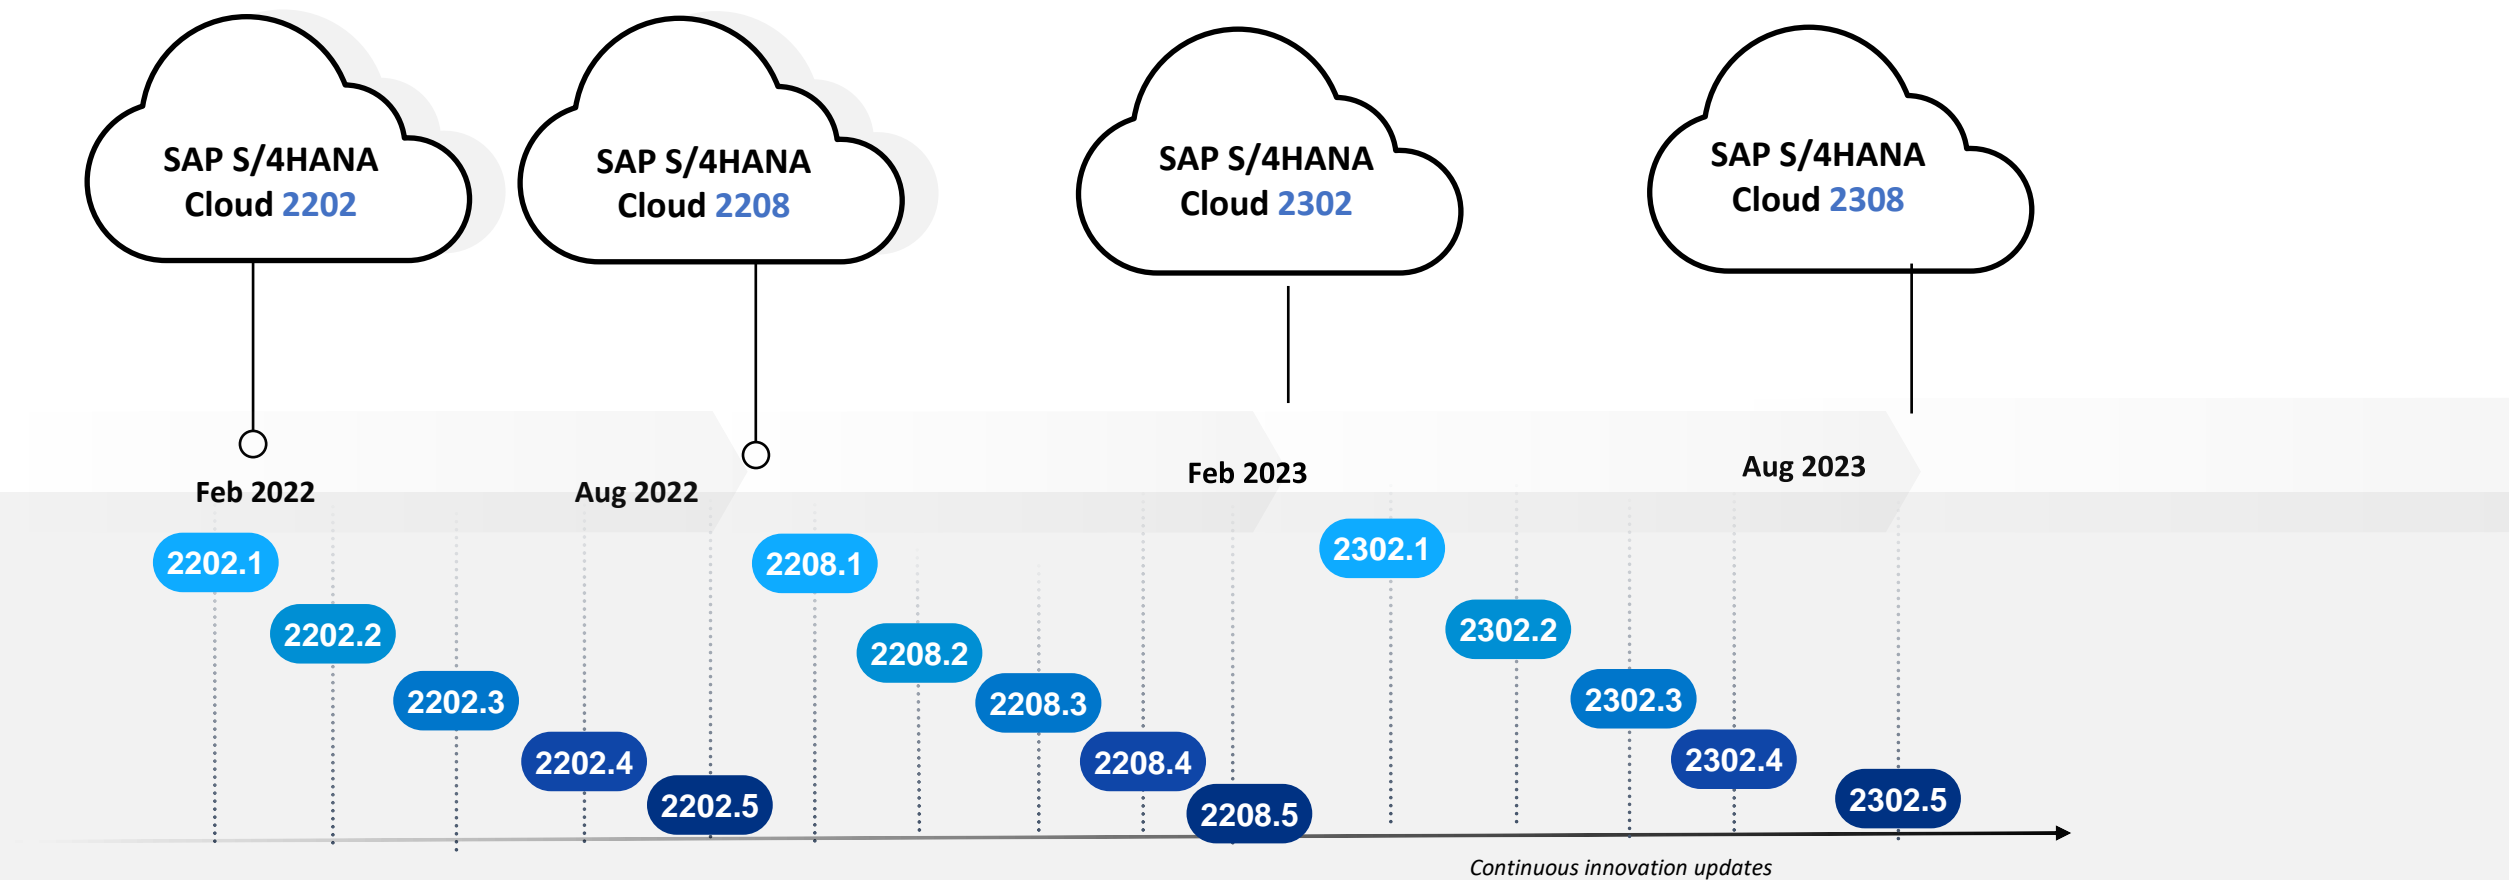 SAP S/4HANA
Cloud 2202
SAP S/4HANA
Cloud 2208
SAP S/4HANA
Cloud 2302
SAP S/4HANA
Cloud 2308
Feb 2022
Aug 2022
Feb 2023
Aug 2023
2202.1
2202.2
2202.3
2202.4
2202.5
2208.1
2208.2
2208.3
2208.4
2208.5
2302.1
2302.2
2302.3
2302.4
2302.5
Continuous innovation updates